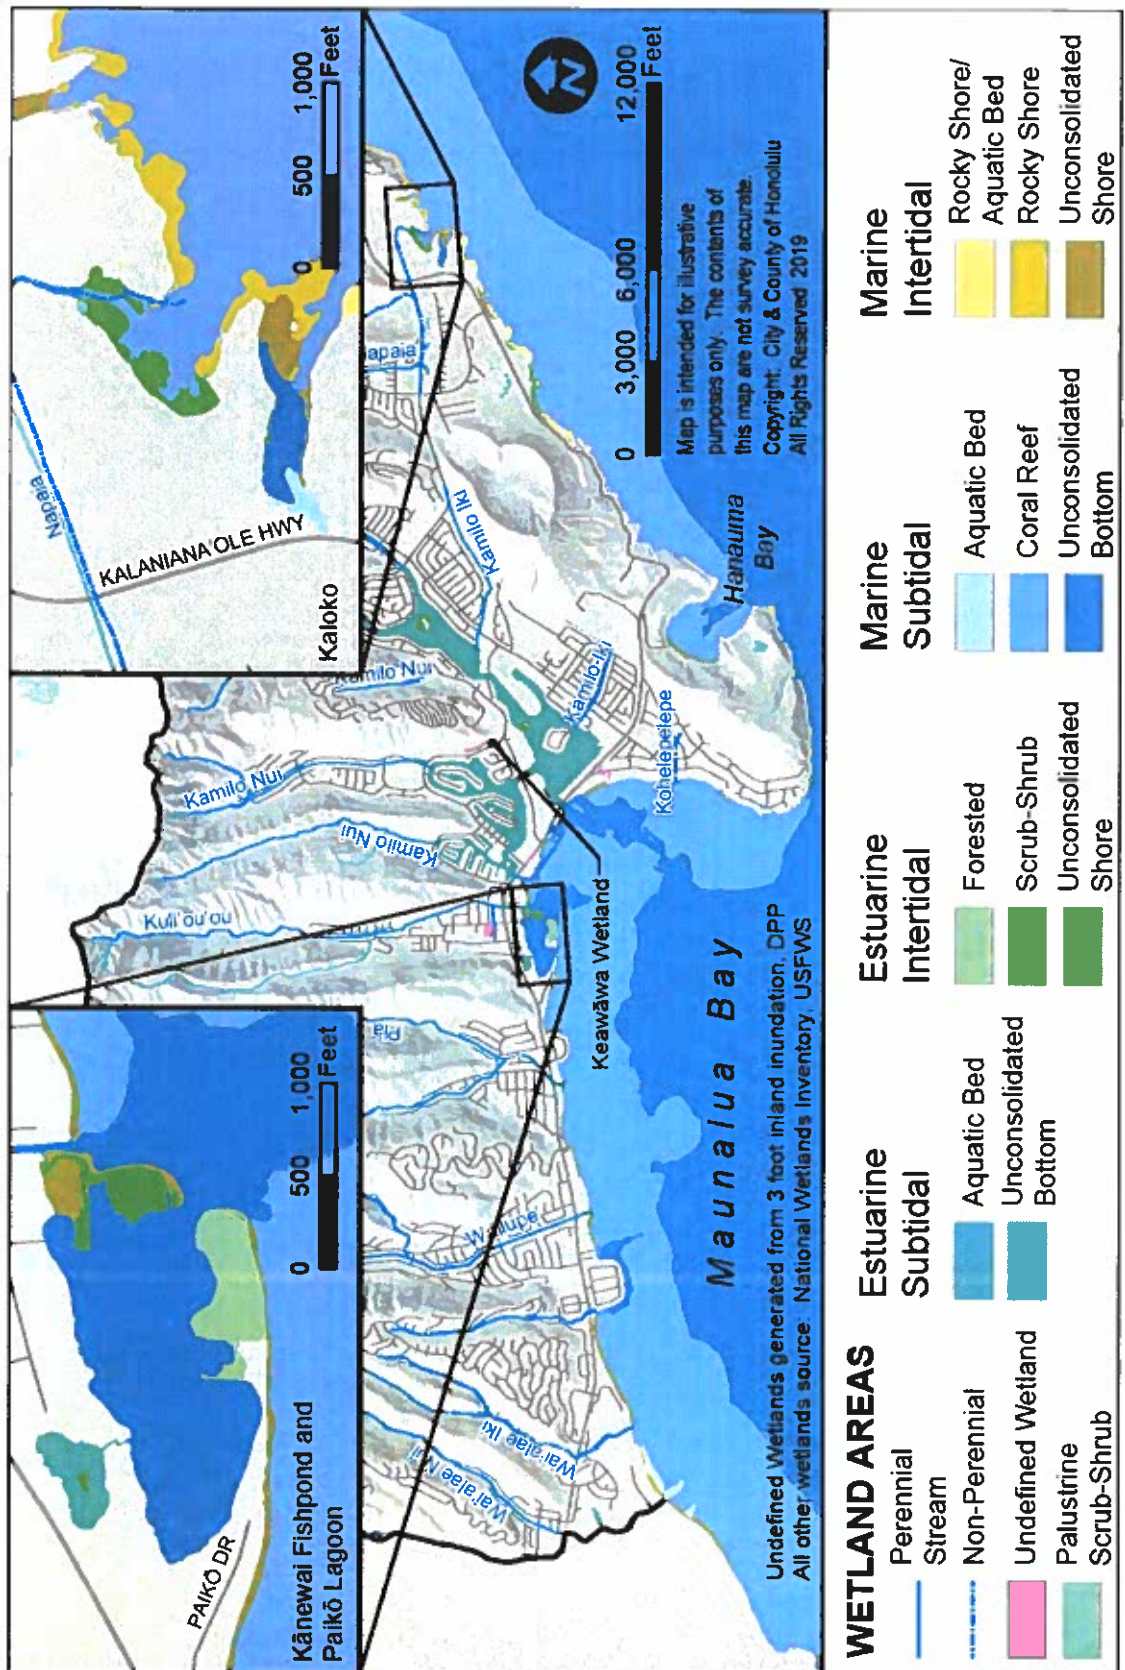 Kānewai Fishpond and
Paikō Lagoon
PAIKŌ DR
0 500 1,000
Feet
Kaloko
KALANIANA'OLE HWY
Napaia
0 500 1,000
Feet
Wai'alae Nui
Wai'alae Iki
Wailupe
Pia
Kuli'ou'ou
Kamilo Nui
Kamilo Nui
Kamilo Nui
Kamilo Iki
Kamilo-Iki
apaia
Kohelepelepe
Keawāwa Wetland
Maunalua Bay
Hanauma
Bay
N
0 3,000 6,000 12,000
Feet
Map is intended for illustrative
purposes only. The contents of
this map are not survey accurate.
Copyright: City & County of Honolulu
All Rights Reserved 2019
Undefined Wetlands generated from 3 foot inland inundation, DPP
All other wetlands source: National Wetlands Inventory, USFWS
WETLAND AREAS
Perennial
Stream
Non-Perennial
Undefined Wetland
Palustrine
Scrub-Shrub
Estuarine
Subtidal
Aquatic Bed
Unconsolidated
Bottom
Estuarine
Intertidal
Forested
Scrub-Shrub
Unconsolidated
Shore
Marine
Subtidal
Aquatic Bed
Coral Reef
Unconsolidated
Bottom
Marine
Intertidal
Rocky Shore/
Aquatic Bed
Rocky Shore
Unconsolidated
Shore